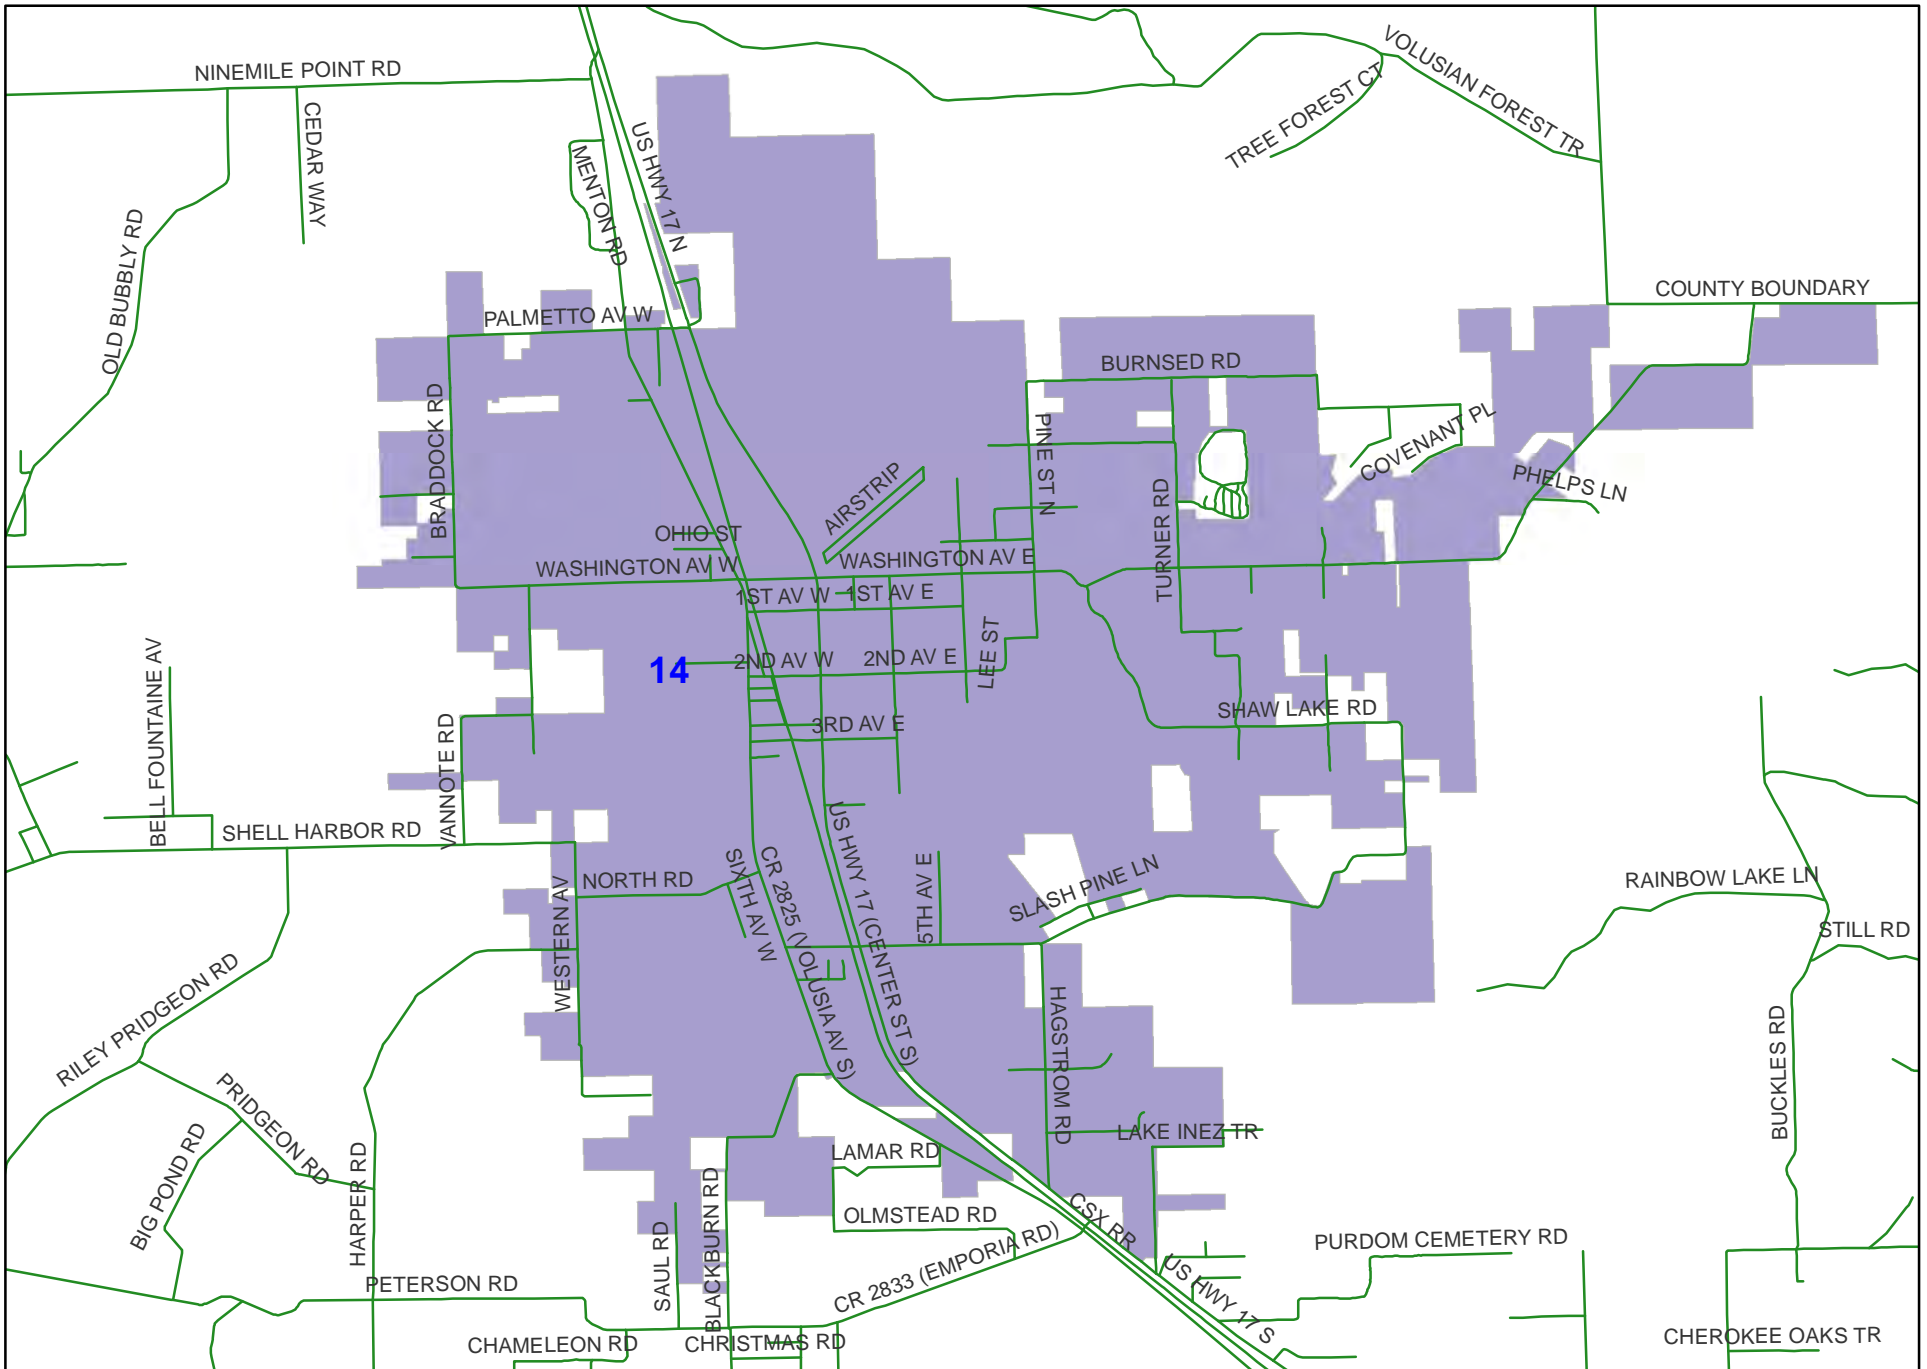 NINEMILE POINT RD
VOLUSIAN FOREST TR
TREE FOREST CT
CEDAR WAY
US HWY 17 N
MENTON RD
OLD BUBBLY RD
COUNTY BOUNDARY
PALMETTO AV W
BURNSED RD
BRADDOCK RD
PINE ST N
COVENANT PL
PHELPS LN
AIRSTRIP
TURNER RD
OHIO ST
WASHINGTON AV W
WASHINGTON AV E
1ST AV W
1ST AV E
LEE ST
14
2ND AV W
2ND AV E
BELL FOUNTAINE AV
VANNOTE RD
3RD AV E
SHAW LAKE RD
SHELL HARBOR RD
US HWY 17 (CENTER ST S)
CR 2825 (VOLUSIA AV S)
SIXTH AV W
5TH AV E
SLASH PINE LN
NORTH RD
WESTERN AV
RAINBOW LAKE LN
STILL RD
RILEY PRIDGEON RD
HAGSTROM RD
BUCKLES RD
PRIDGEON RD
BIG POND RD
HARPER RD
LAKE INEZ TR
LAMAR RD
BLACKBURN RD
SAUL RD
OLMSTEAD RD
CSX RR
CR 2833 (EMPORIA RD)
PURDOM CEMETERY RD
US HWY 17 S
PETERSON RD
CHAMELEON RD
CHRISTMAS RD
CHEROKEE OAKS TR